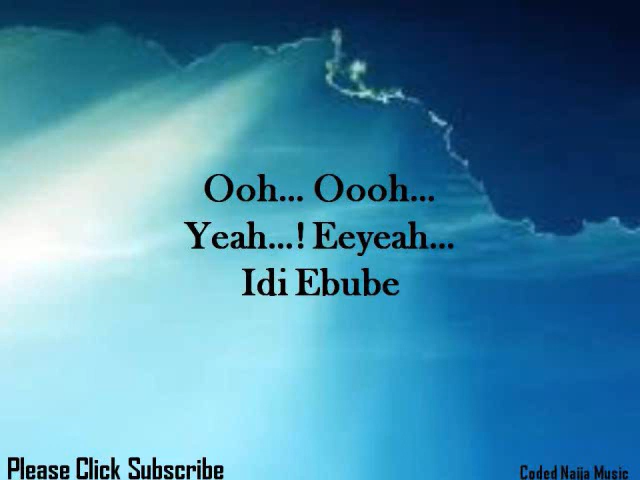 Ooh... Oooh...
Yeah...! Eeyeah...
Idi Ebube
Please Click Subscribe
Coded Naija Music